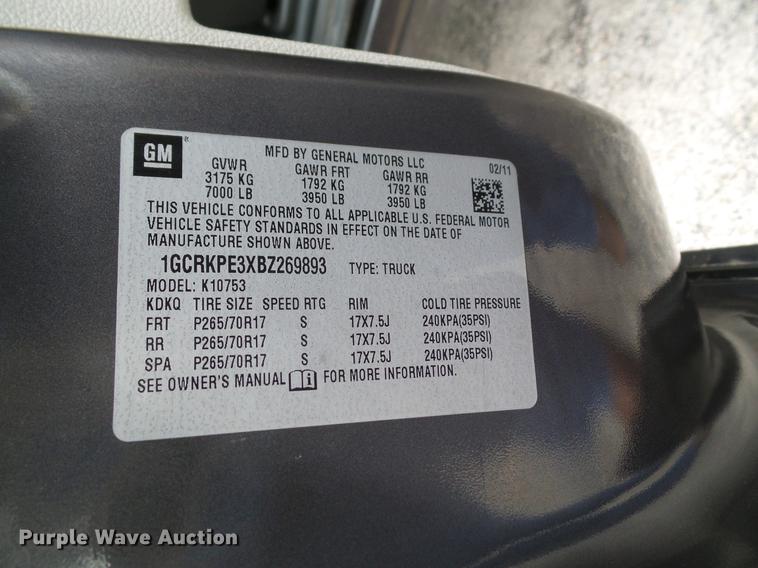 GM
MFD BY GENERAL MOTORS LLC
02/11
GVWR GAWR FRT GAWR RR
3175 KG 1792 KG 1792 KG
7000 LB 3950 LB 3950 LB
THIS VEHICLE CONFORMS TO ALL APPLICABLE U.S. FEDERAL MOTOR
VEHICLE SAFETY STANDARDS IN EFFECT ON THE DATE OF
MANUFACTURE SHOWN ABOVE.
1GCRKPE3XBZ269893 TYPE: TRUCK
MODEL: K10753
KDKQ TIRE SIZE SPEED RTG RIM COLD TIRE PRESSURE
FRT P265/70R17 S 17X7.5J 240KPA(35PSI)
RR P265/70R17 S 17X7.5J 240KPA(35PSI)
SPA P265/70R17 S 17X7.5J 240KPA(35PSI)
SEE OWNER'S MANUAL FOR MORE INFORMATION.
Purple Wave Auction